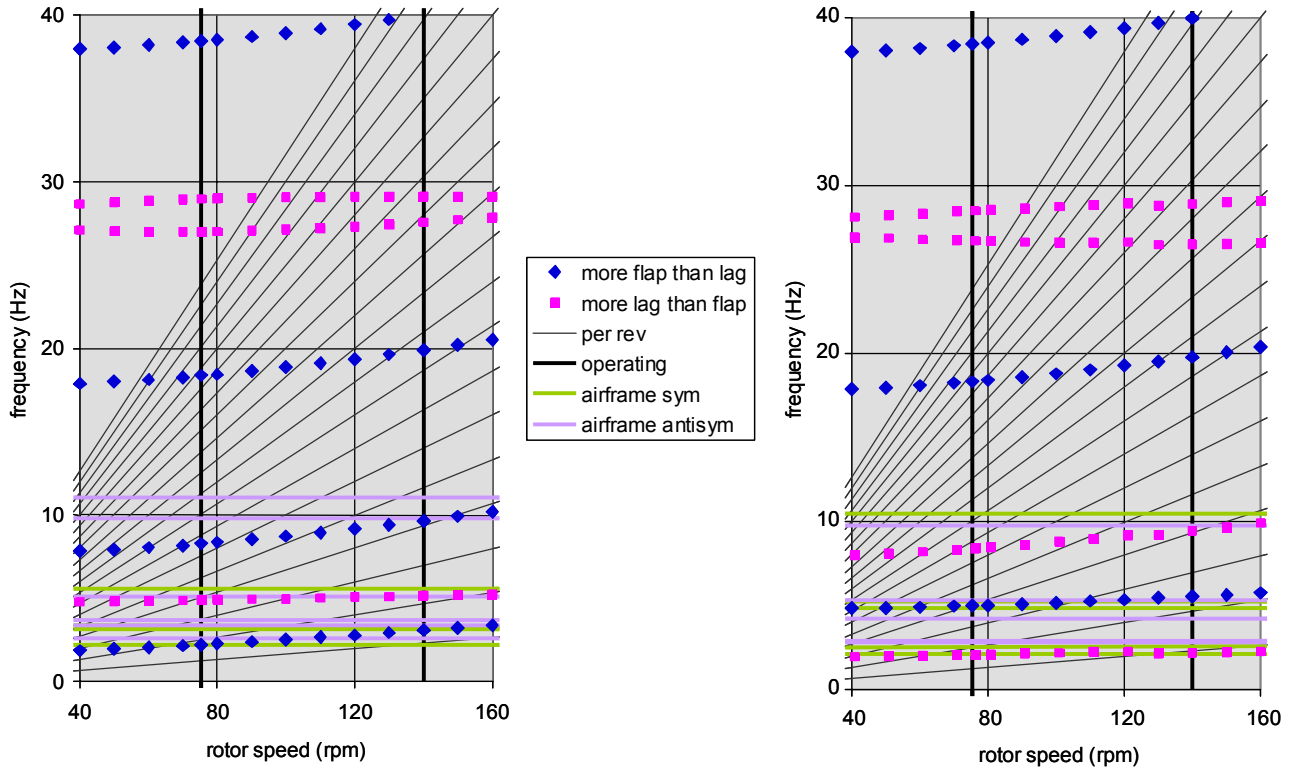 40
30
20
10
0
frequency (Hz)
40 80 120 160
rotor speed (rpm)
more flap than lag
more lag than flap
per rev
operating
airframe sym
airframe antisym
40
30
20
10
0
frequency (Hz)
40 80 120 160
rotor speed (rpm)